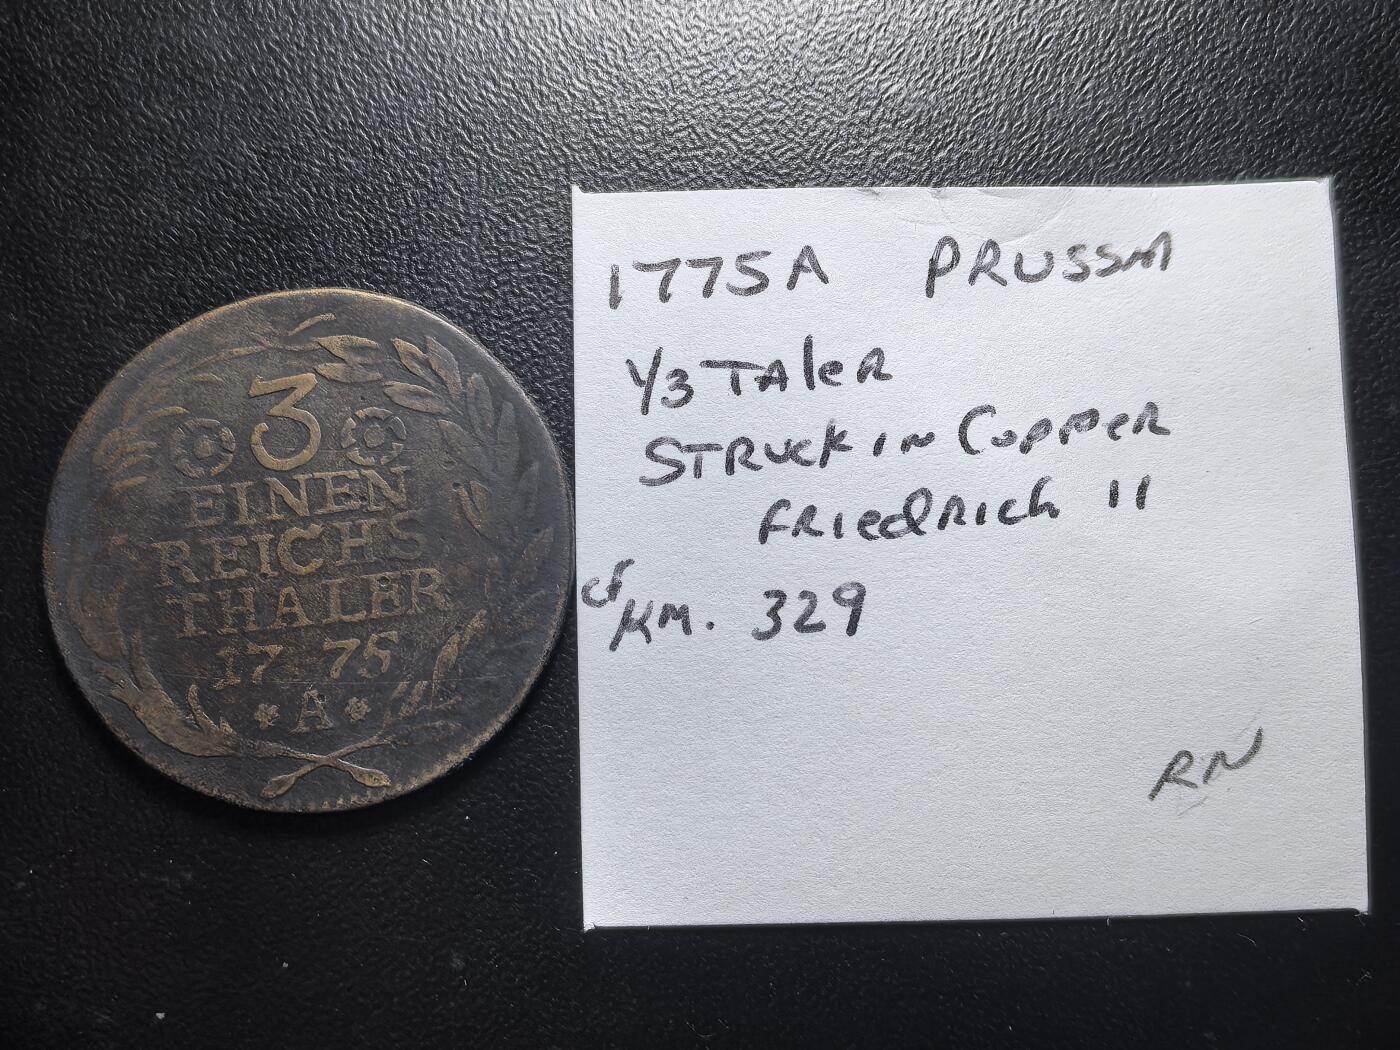 3
EINEN
REICHS
THALER
17 75
* A *
1775A PRUSSIA
1/3 TAleR
STRUCK IN COPPER
FRIedRICh II
cf KM. 329
RN